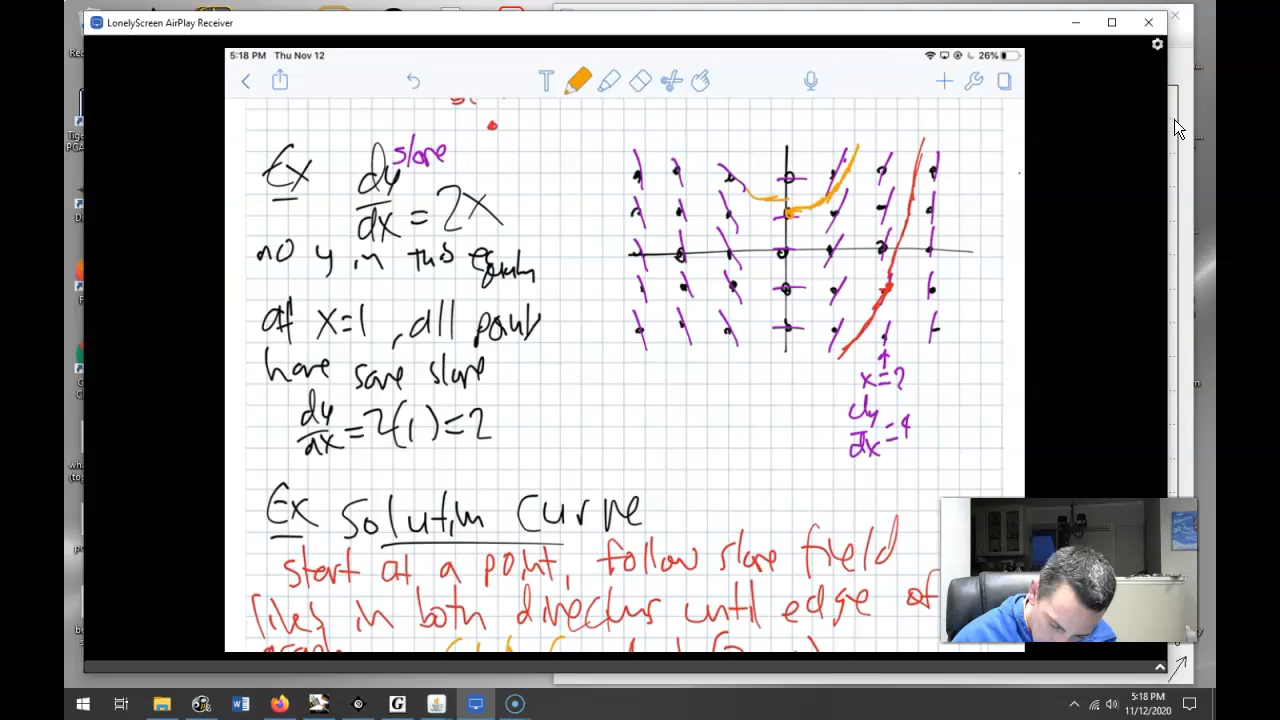 LonelyScreen AirPlay Receiver
5:18 PM Thu Nov 12
26%
T
Ex
dy slope
dx = 2x
no y in this
at x=1, all point
have same slope
dy
dx = 2(1) = 2
x=2
dy
dx = 4
Ex Solution Curve
start at a point, follow slope field
lines in both directions until edge of
5:18 PM
11/12/2020